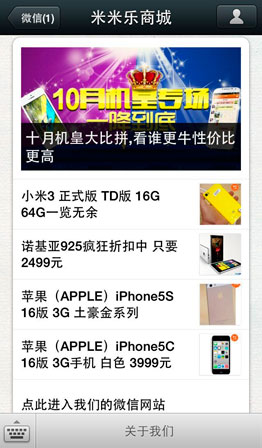 微信(1)
米米乐商城
10月机皇专场
一降到底
十月机皇大比拼,看谁更牛性价比
更高
小米3 正式版 TD版 16G
64G一览无余
诺基亚925疯狂折扣中 只要
2499元
苹果（APPLE）iPhone5S
16版 3G 土豪金系列
苹果（APPLE）iPhone5C
16版 3G手机 白色 3999元
点此进入我们的微信网站
关于我们